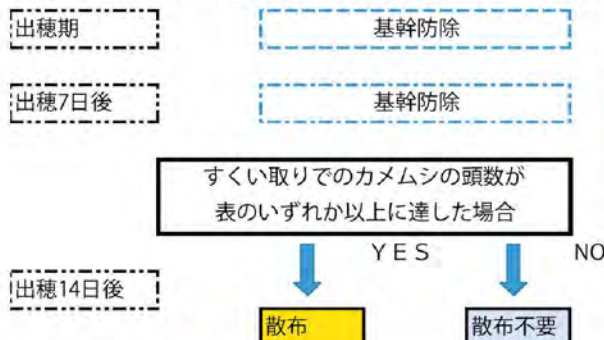 出穂期
基幹防除
出穂7日後
基幹防除
すくい取りでのカメムシの頭数が
表のいずれか以上に達した場合
ＹＥＳ
NO
出穂14日後
散布
散布不要